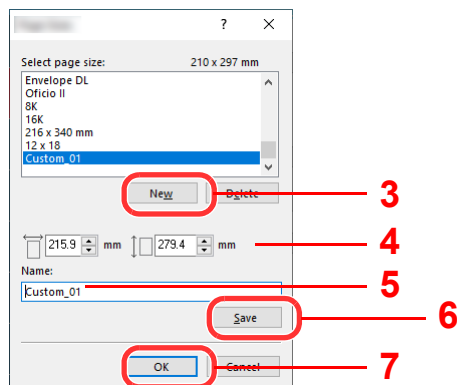 ? ×
Select page size: 210 x 297 mm
Envelope DL
Oficio II
8K
16K
216 x 340 mm
12 x 18
Custom_01
New Delete 3
215.9 mm 279.4 mm 4
Name:
Custom_01 5
Save 6
OK Cancel 7